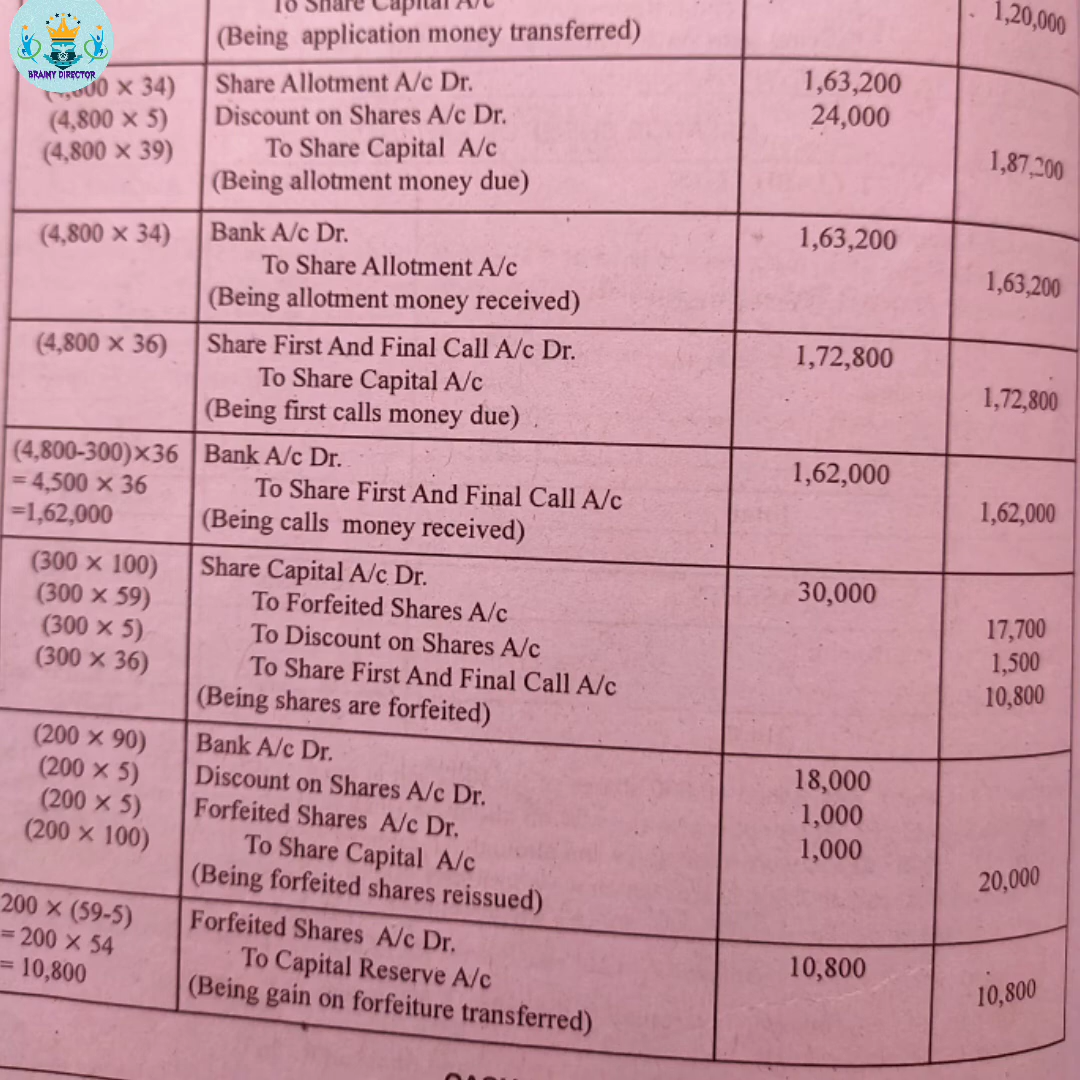 To Share Capital A/c 1,20,000
(Being application money transferred)
BRAINY DIRECTOR
(4,800 × 34) Share Allotment A/c Dr. 1,63,200
(4,800 × 5) Discount on Shares A/c Dr. 24,000
(4,800 × 39) To Share Capital A/c 1,87,200
(Being allotment money due)
(4,800 × 34) Bank A/c Dr. 1,63,200
To Share Allotment A/c 1,63,200
(Being allotment money received)
(4,800 × 36) Share First And Final Call A/c Dr. 1,72,800
To Share Capital A/c 1,72,800
(Being first calls money due)
(4,800-300)×36 Bank A/c Dr. 1,62,000
= 4,500 × 36 To Share First And Final Call A/c 1,62,000
=1,62,000 (Being calls money received)
(300 × 100) Share Capital A/c Dr. 30,000
(300 × 59) To Forfeited Shares A/c 17,700
(300 × 5) To Discount on Shares A/c 1,500
(300 × 36) To Share First And Final Call A/c 10,800
(Being shares are forfeited)
(200 × 90) Bank A/c Dr. 18,000
(200 × 5) Discount on Shares A/c Dr. 1,000
(200 × 5) Forfeited Shares A/c Dr. 1,000
(200 × 100) To Share Capital A/c 20,000
(Being forfeited shares reissued)
200 × (59-5) Forfeited Shares A/c Dr. 10,800
= 200 × 54 To Capital Reserve A/c 10,800
= 10,800 (Being gain on forfeiture transferred)